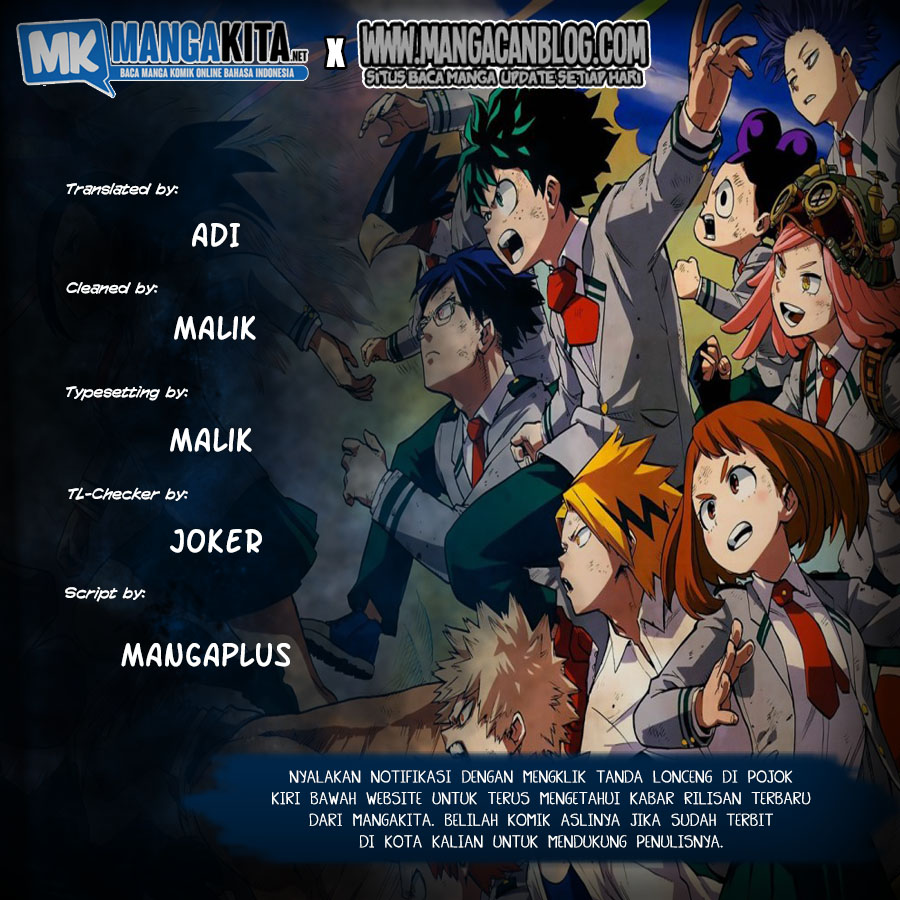 MK MANGAKITA.NET
BACA MANGA KOMIK ONLINE BAHASA INDONESIA
X
WWW.MANGACANBLOG.COM
SITUS BACA MANGA UPDATE SETIAP HARI
Translated by:
ADI
Cleaned by:
MALIK
Typesetting by:
MALIK
TL-Checker by:
JOKER
Script by:
MANGAPLUS
NYALAKAN NOTIFIKASI DENGAN MENGKLIK TANDA LONCENG DI POJOK
KIRI BAWAH WEBSITE UNTUK TERUS MENGETAHUI KABAR RILISAN TERBARU
DARI MANGAKITA. BELILAH KOMIK ASLINYA JIKA SUDAH TERBIT
DI KOTA KALIAN UNTUK MENDUKUNG PENULISNYA.